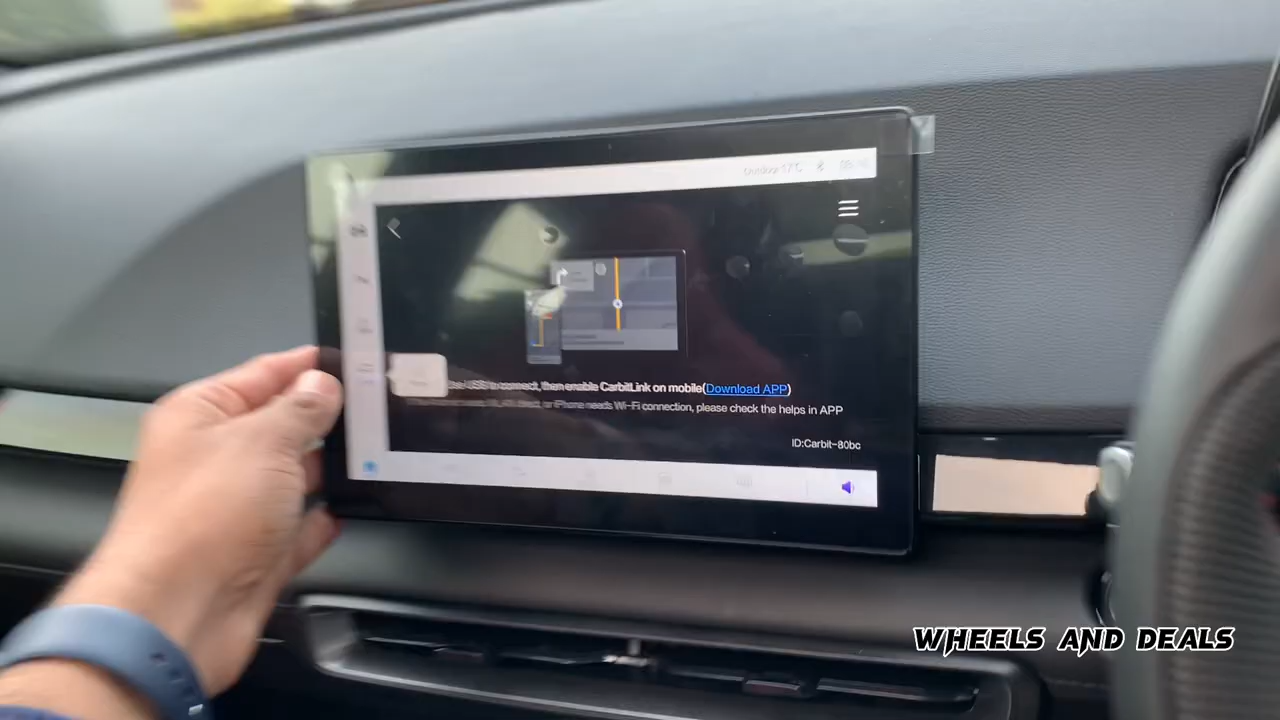 Outdoor 17°C
to connect, then enable CarbitLink on mobile(Download APP)
or iPhone needs Wi-Fi connection, please check the helps in APP
ID:Carbit-80bc
WHEELS AND DEALS